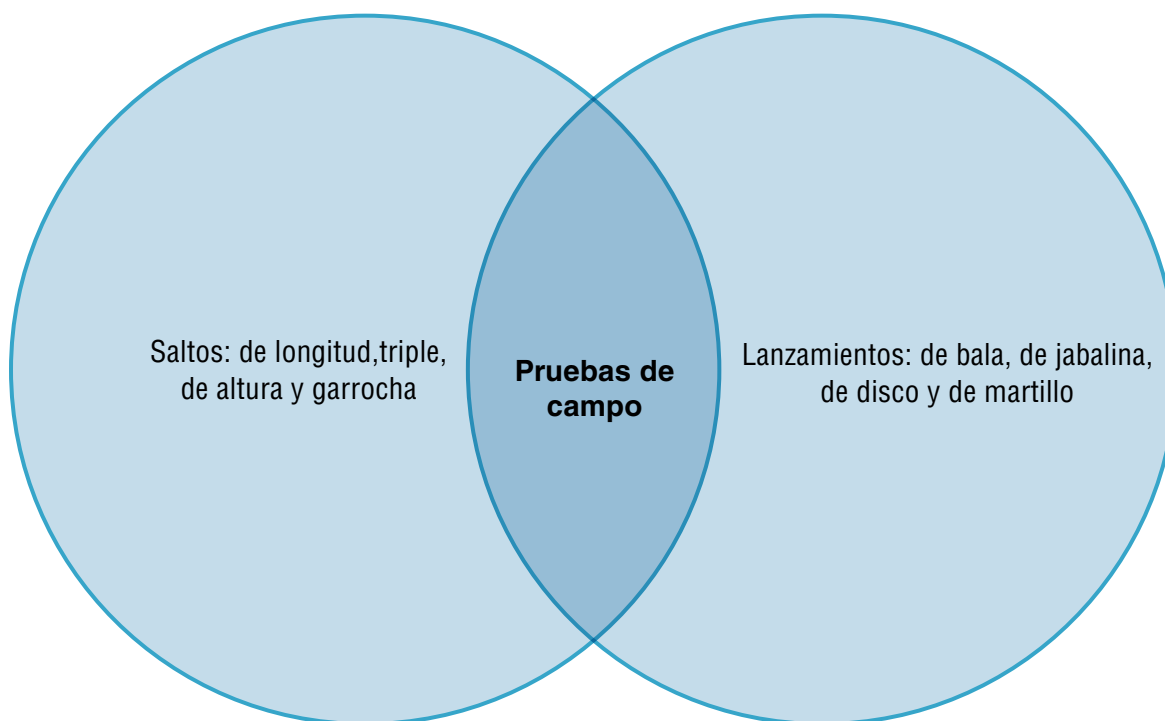 Saltos: de longitud,triple,
de altura y garrocha
Pruebas de
campo
Lanzamientos: de bala, de jabalina,
de disco y de martillo